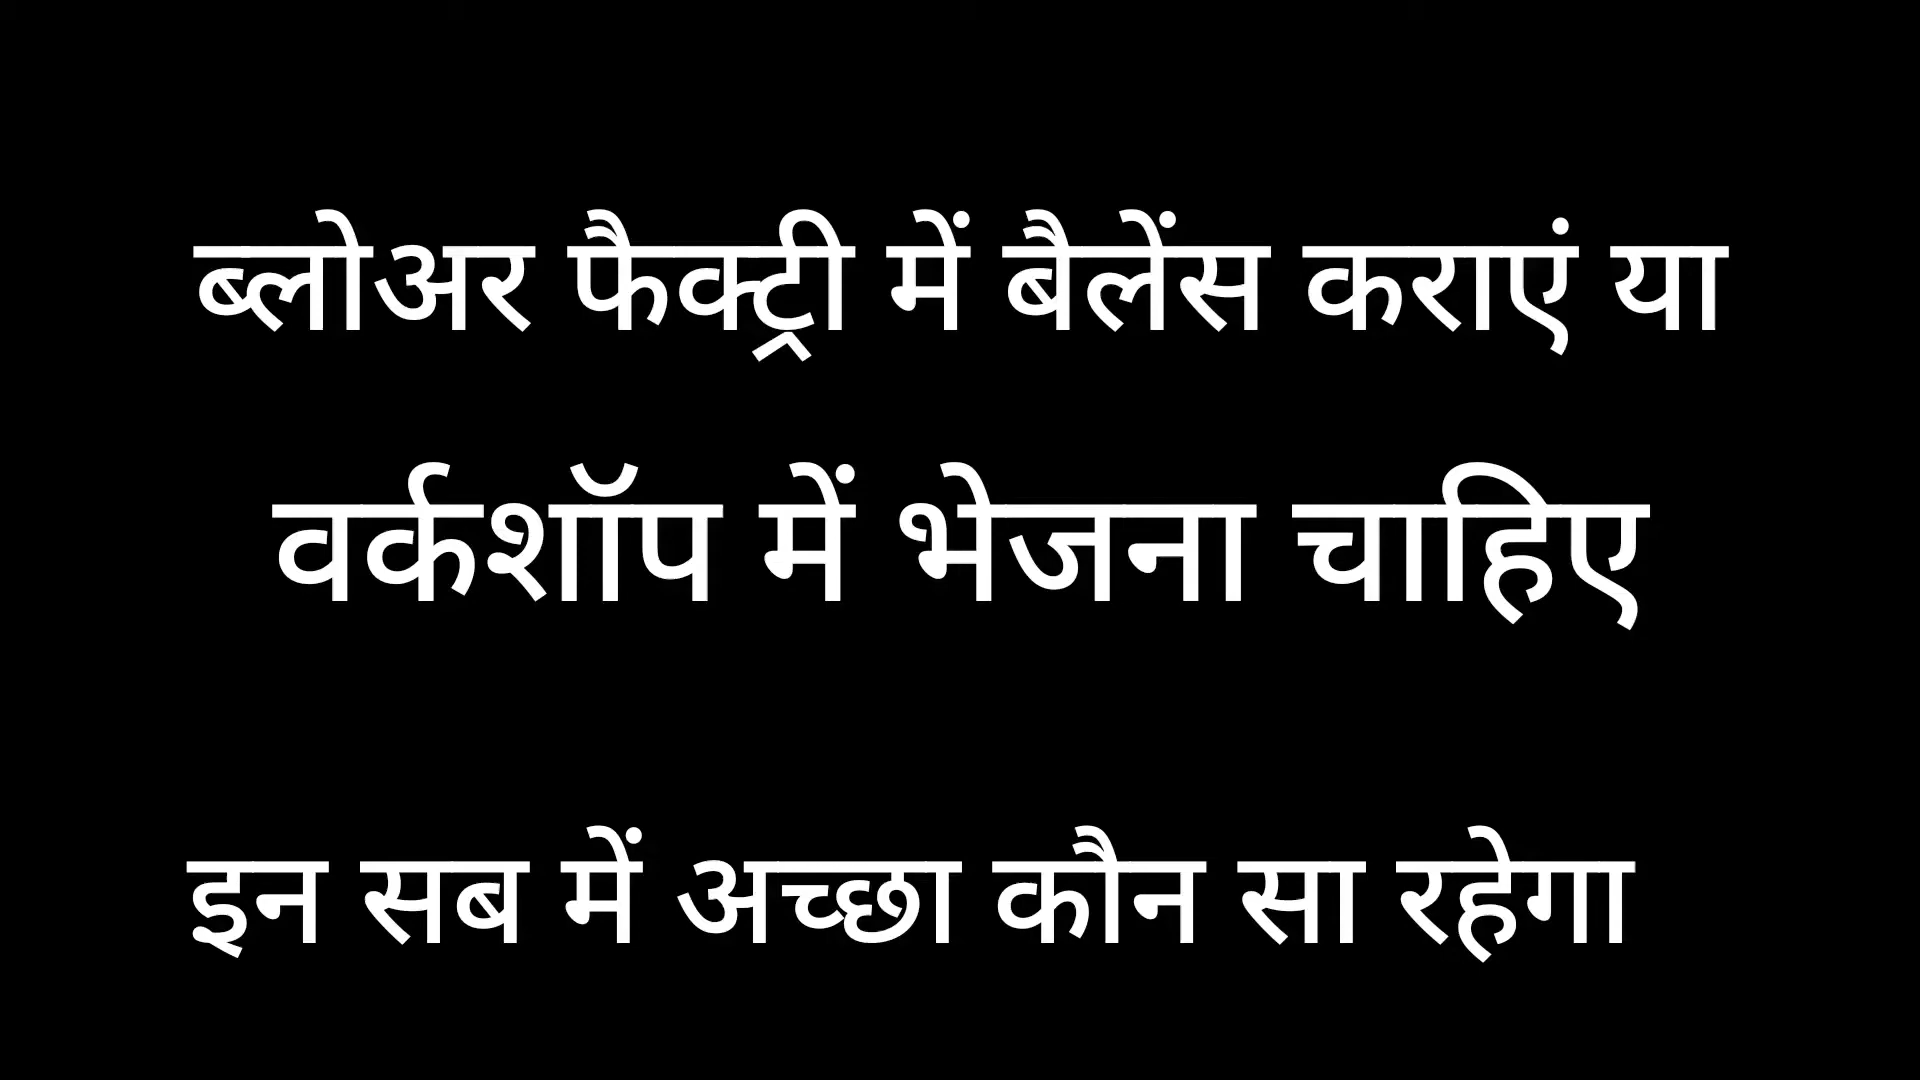 ब्लोअर फैक्ट्री में बैलेंस कराएं या
वर्कशॉप में भेजना चाहिए
इन सब में अच्छा कौन सा रहेगा